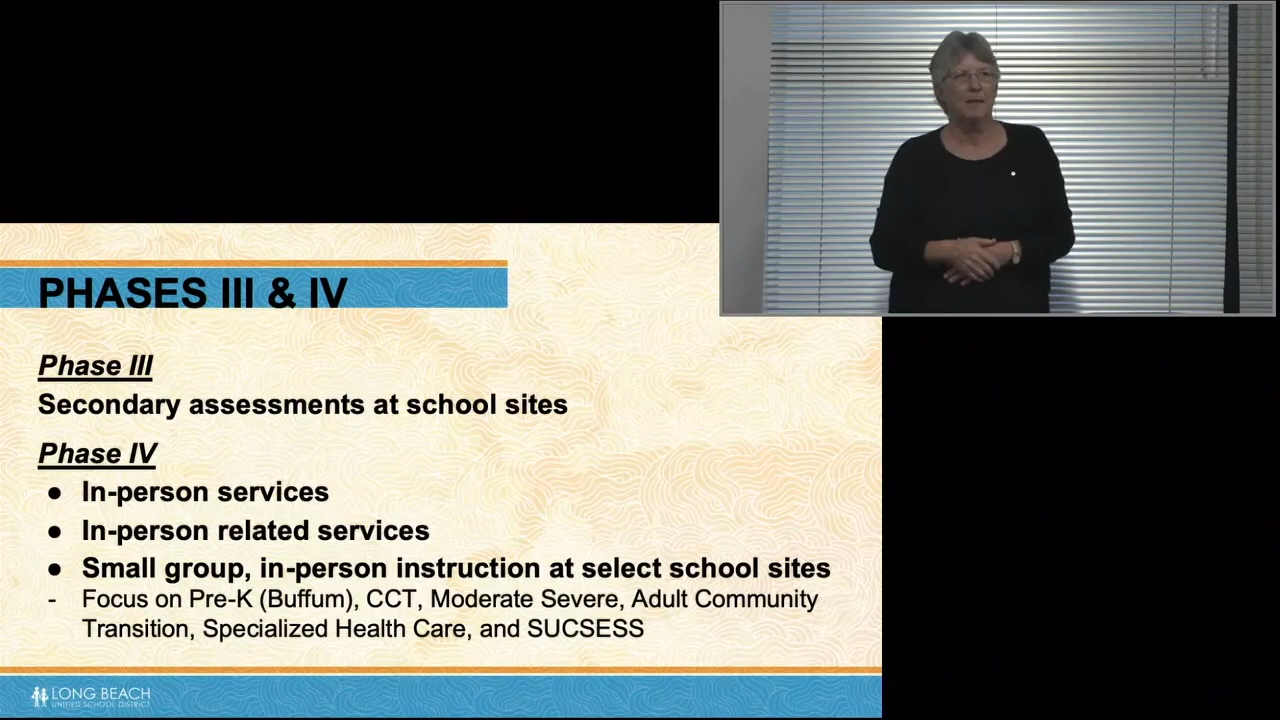 PHASES III & IV
Phase III
Secondary assessments at school sites
Phase IV
● In-person services
● In-person related services
● Small group, in-person instruction at select school sites
- Focus on Pre-K (Buffum), CCT, Moderate Severe, Adult Community
Transition, Specialized Health Care, and SUCSESS
LONG BEACH
UNIFIED SCHOOL DISTRICT